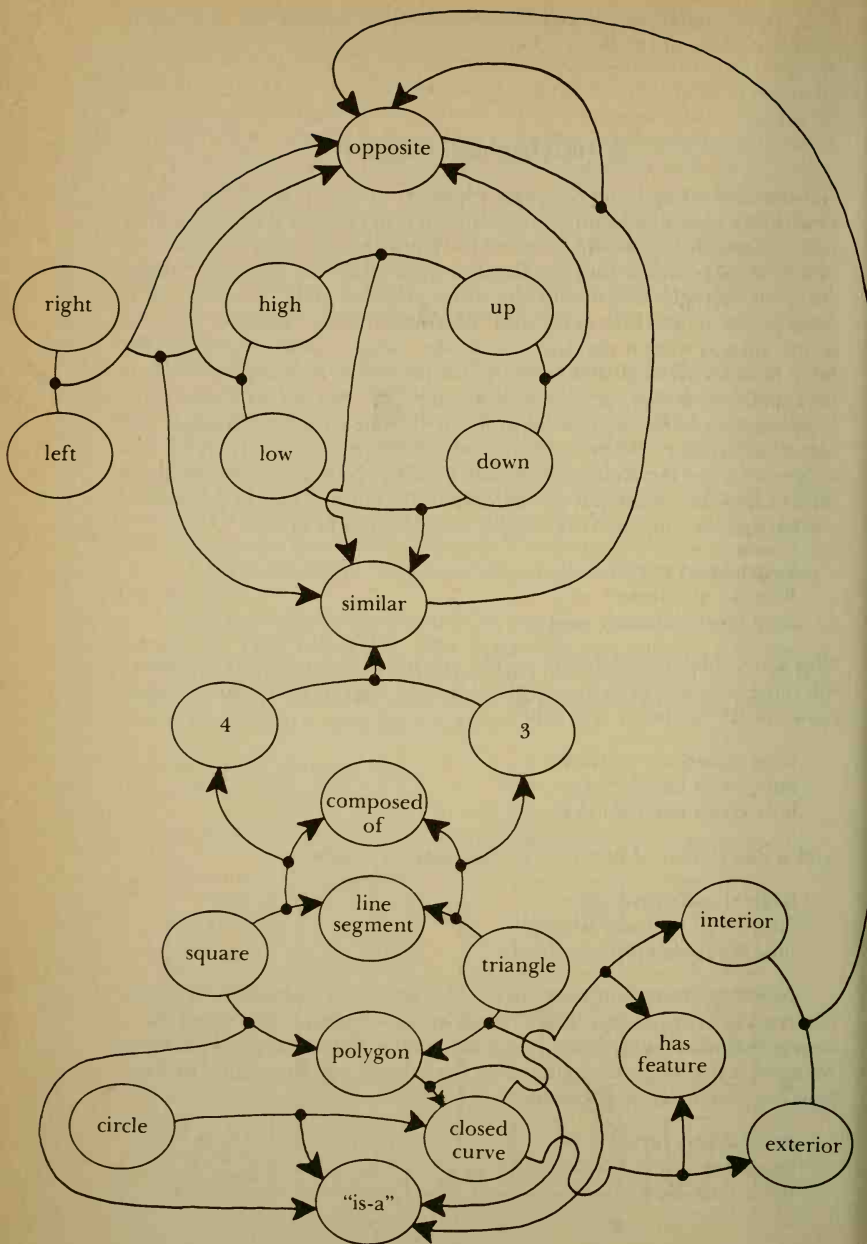 opposite
right
high
up
left
low
down
similar
4
3
composed
of
line
segment
interior
square
triangle
polygon
has
feature
circle
closed
curve
exterior
“is-a”